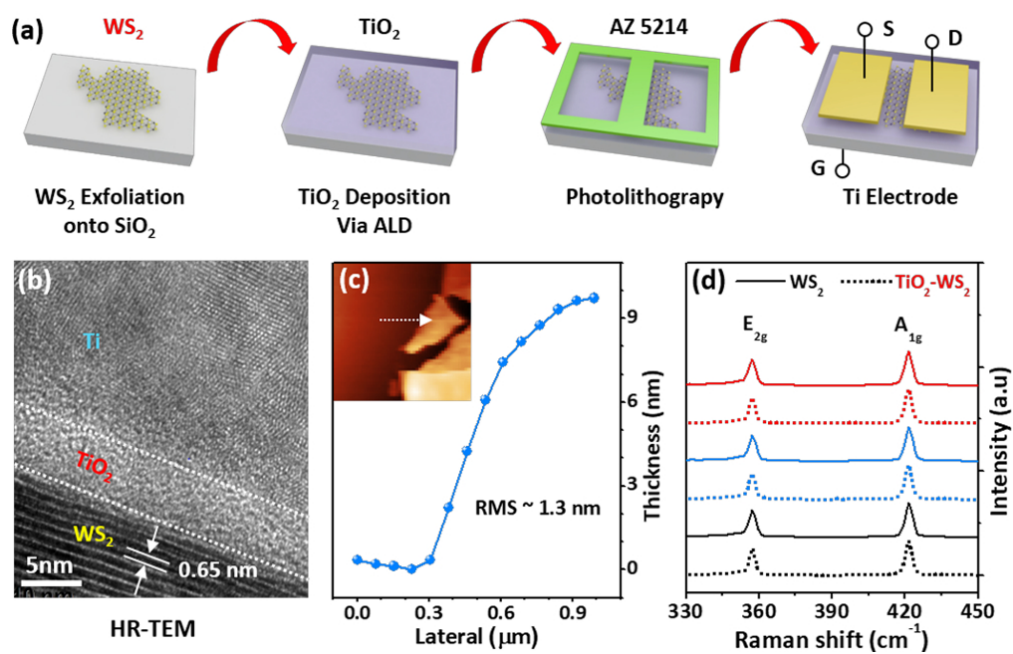 (a)
WS2
TiO2
AZ 5214
S
D
G
WS2 Exfoliation
onto SiO2
TiO2 Deposition
Via ALD
Photolithograpy
Ti Electrode
(b)
Ti
TiO2
WS2
0.65 nm
5nm
HR-TEM
(c)
RMS ~ 1.3 nm
9
6
3
0
Thickness (nm)
0.0 0.3 0.6 0.9
Lateral (μm)
(d)
WS2
TiO2-WS2
E2g
A1g
Intensity (a.u)
330 360 390 420 450
Raman shift (cm-1)